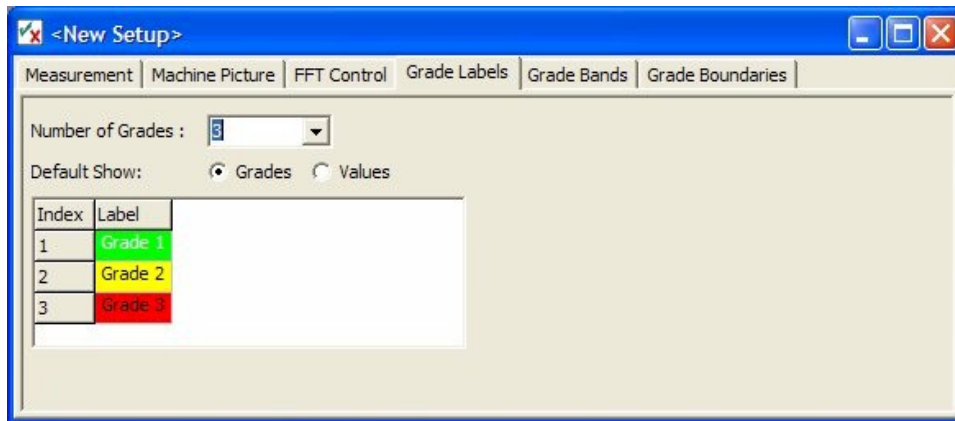 <New Setup>
Measurement Machine Picture FFT Control Grade Labels Grade Bands Grade Boundaries
Number of Grades : 3
Default Show: Grades Values
Index Label
1 Grade 1
2 Grade 2
3 Grade 3